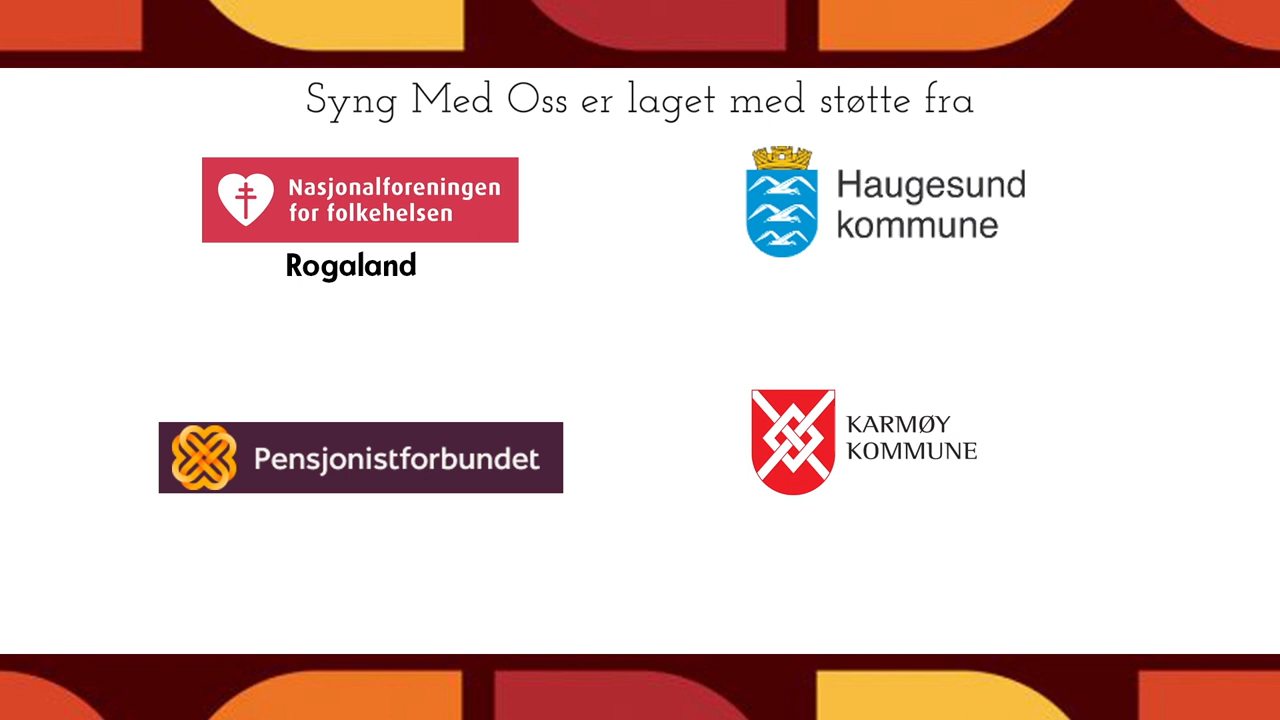 Syng Med Oss er laget med støtte fra
Nasjonalforeningen
for folkehelsen
Rogaland
Haugesund
kommune
Pensjonistforbundet
KARMØY
KOMMUNE